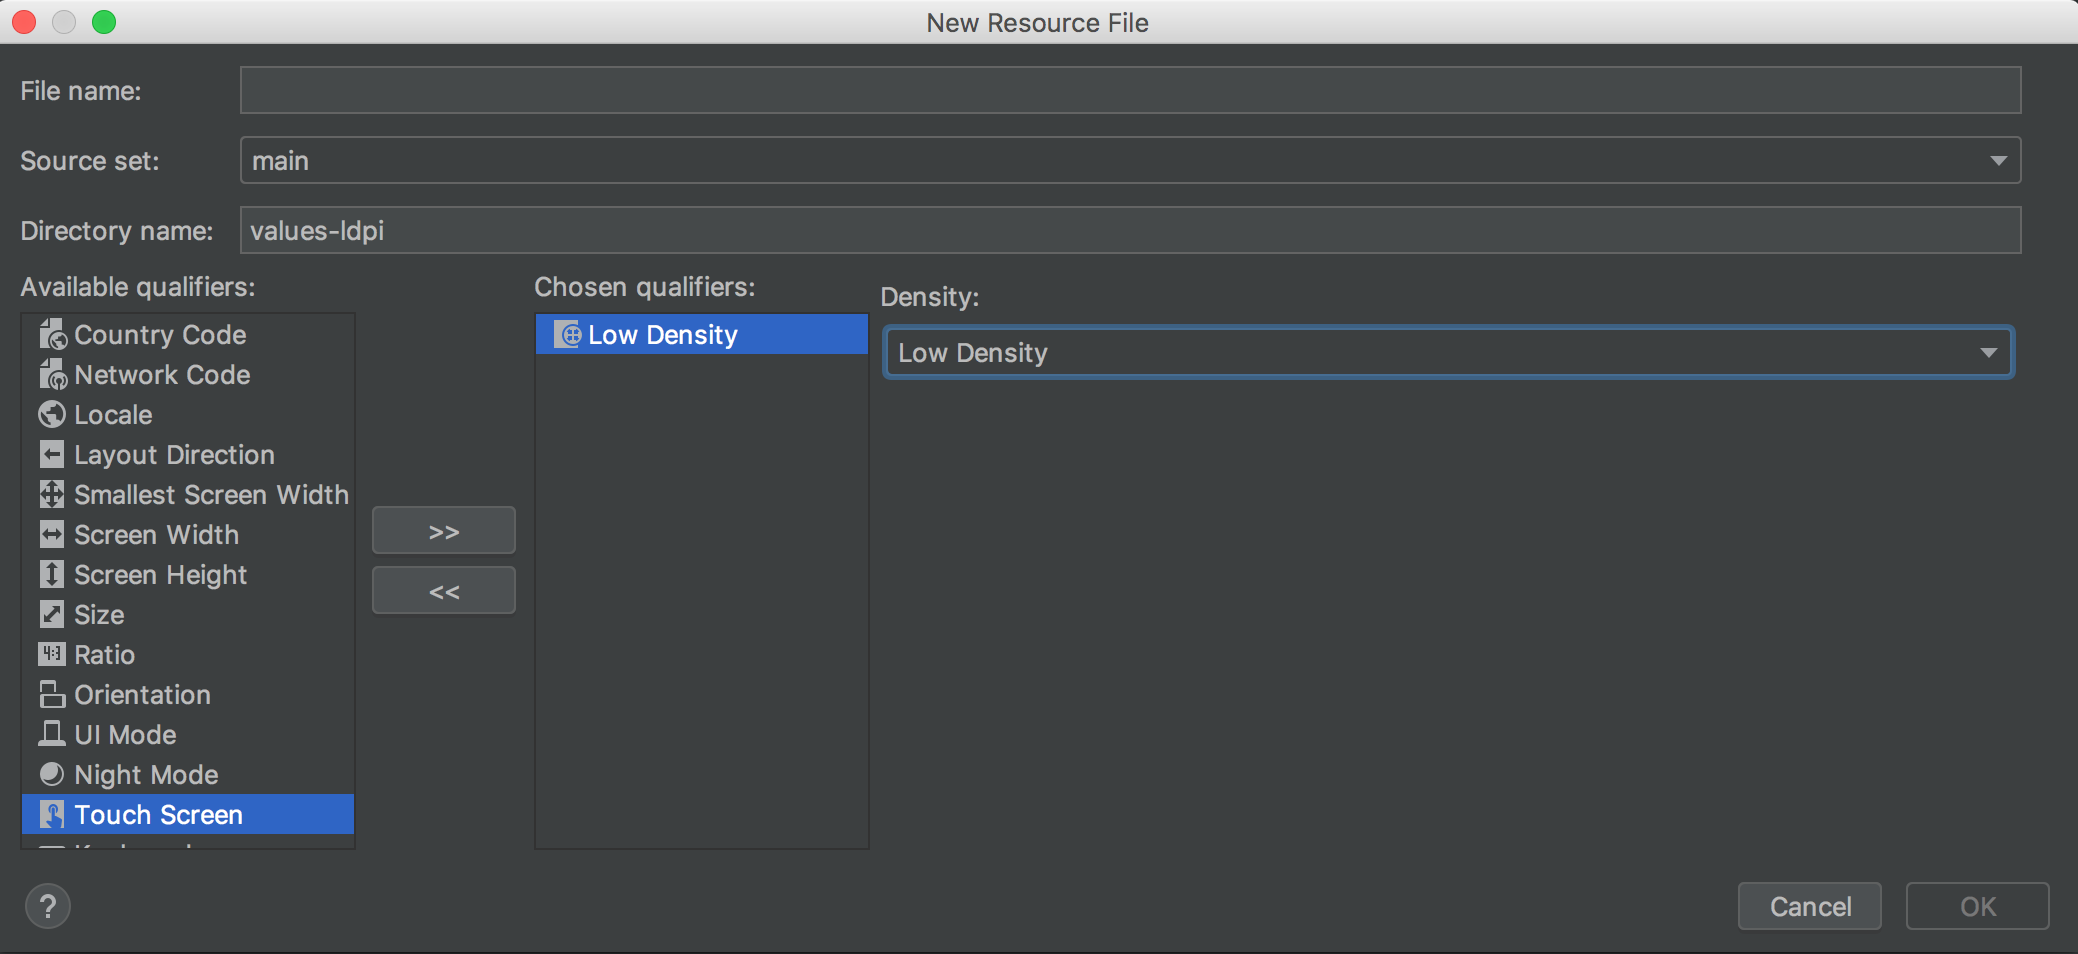 New Resource File
File name:
Source set: main
Directory name: values-ldpi
Available qualifiers:
Country Code
Network Code
Locale
Layout Direction
Smallest Screen Width
Screen Width
Screen Height
Size
4:3 Ratio
Orientation
UI Mode
Night Mode
Touch Screen
>>
<<
Chosen qualifiers:
Low Density
Density:
Low Density
?
Cancel
OK